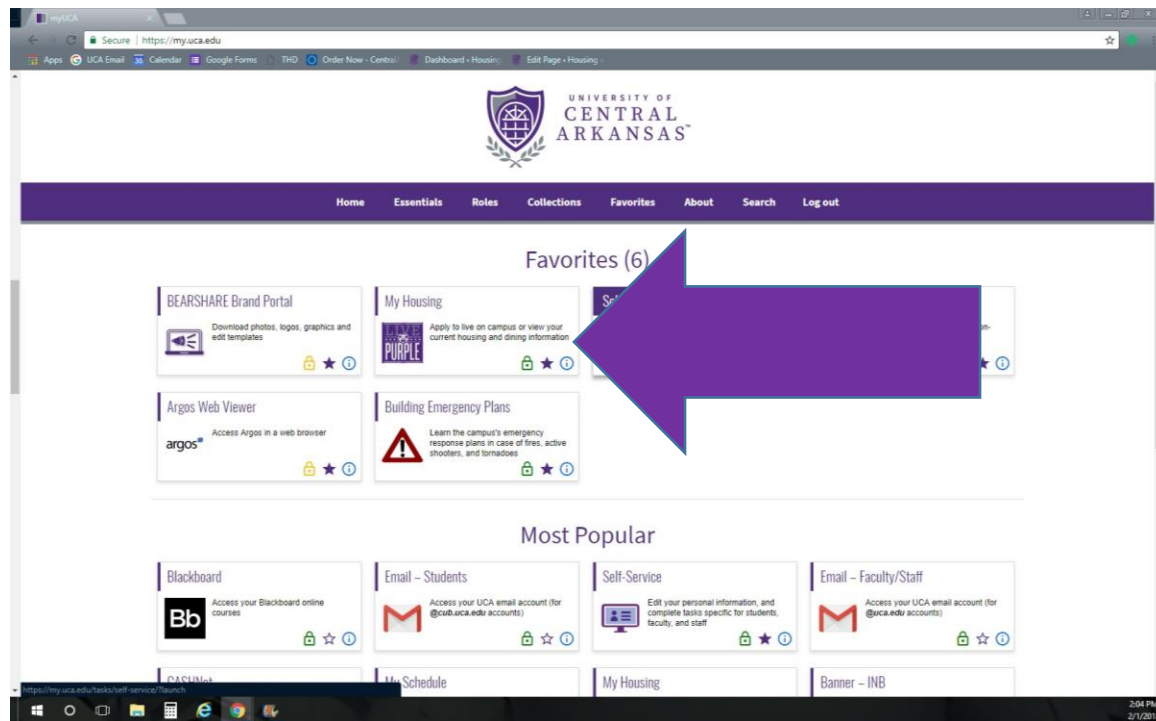 myUCA
Secure | https://my.uca.edu
Apps UCA Email Calendar Google Forms THD Order Now - Central Dashboard ‹ Housing Edit Page ‹ Housing
UNIVERSITY OF
CENTRAL
ARKANSAS™
Home Essentials Roles Collections Favorites About Search Log out
Favorites (6)
BEARSHARE Brand Portal
Download photos, logos, graphics and
edit templates
My Housing
LIVE
PURPLE
Apply to live on campus or view your
current housing and dining information
Argos Web Viewer
argos
Access Argos in a web browser
Building Emergency Plans
Learn the campus's emergency
response plans in case of fires, active
shooters, and tornadoes
Most Popular
Blackboard
Bb
Access your Blackboard online
courses
Email – Students
Access your UCA email account (for
@cub.uca.edu accounts)
Self-Service
Edit your personal information, and
complete tasks specific for students,
faculty, and staff
Email – Faculty/Staff
Access your UCA email account (for
@uca.edu accounts)
CASHNet
My Schedule
My Housing
Banner – INB
https://my.uca.edu/tasks/self-service/?launch
2:04 PM
2/1/201